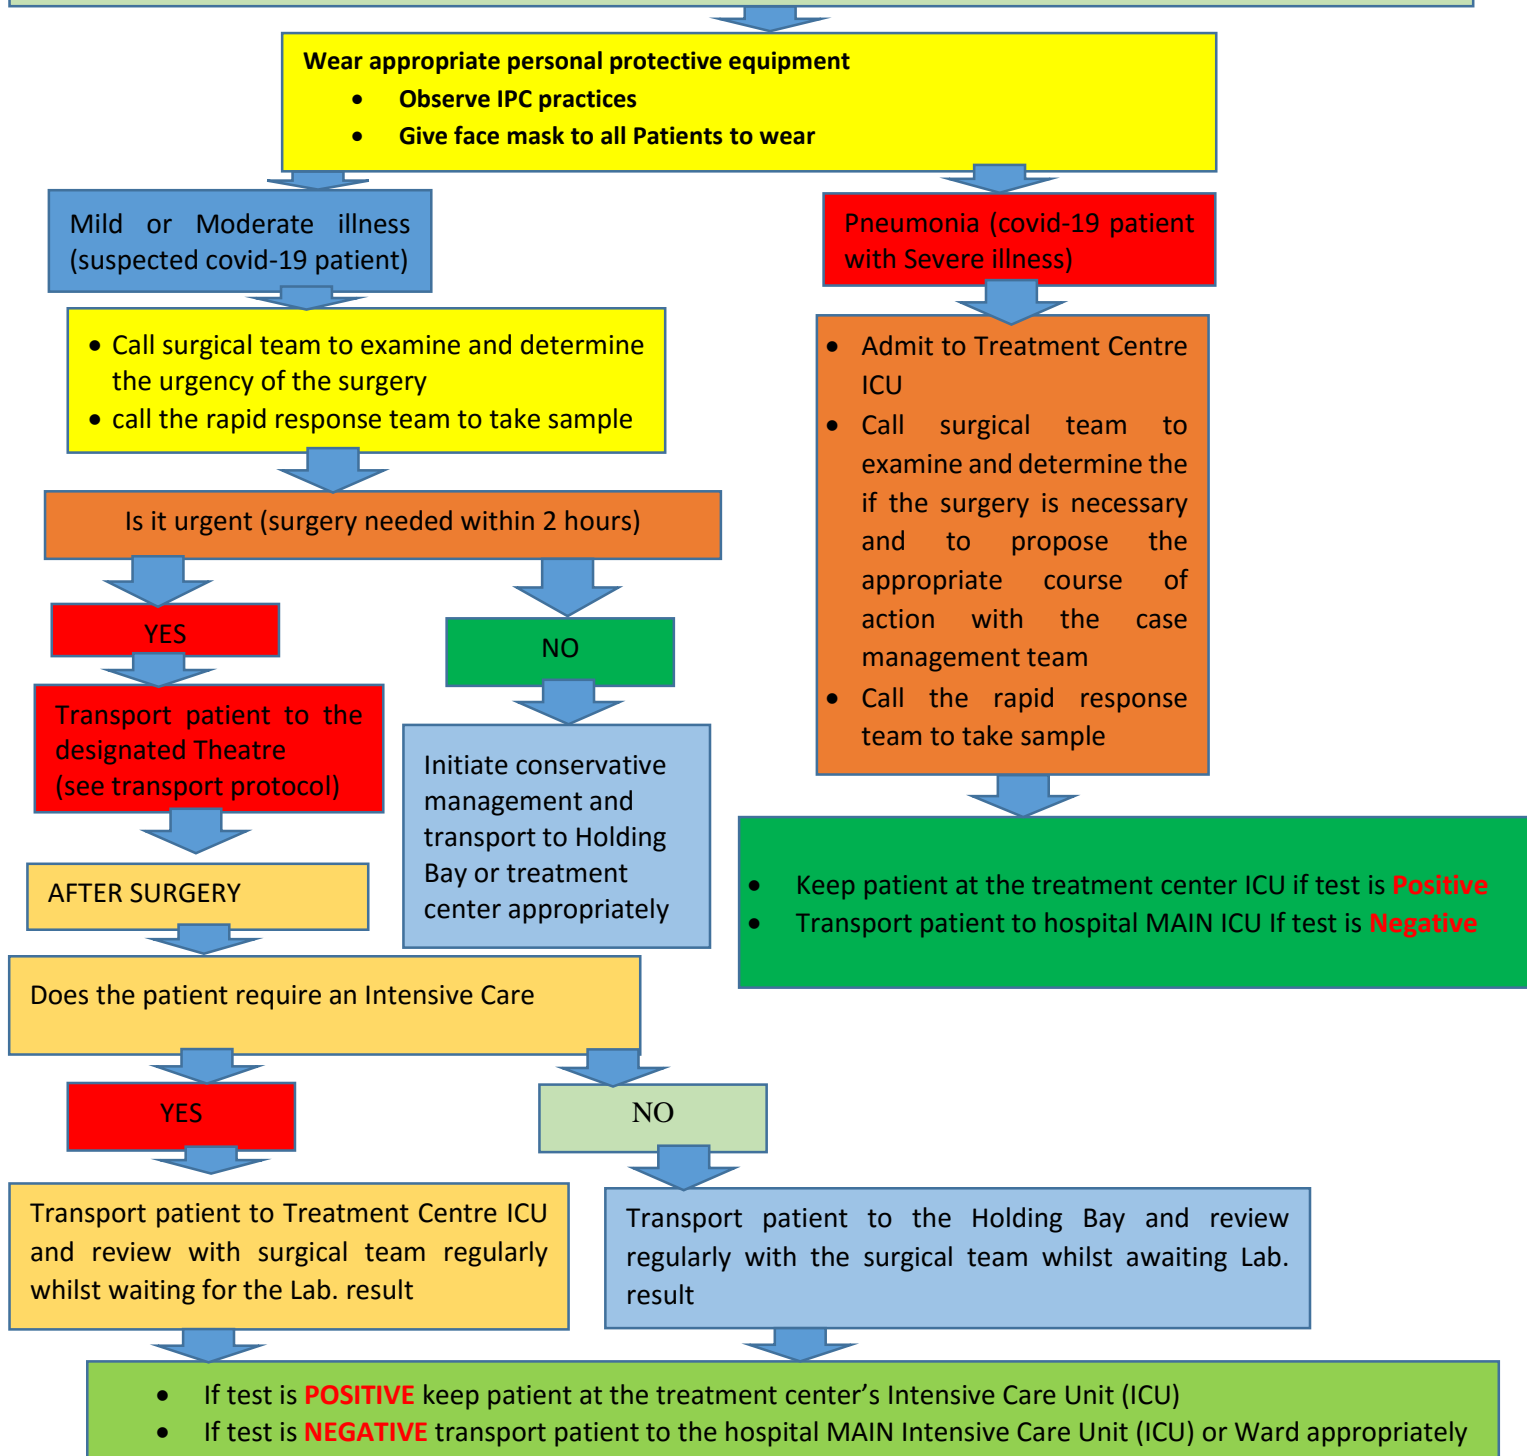 Wear appropriate personal protective equipment
• Observe IPC practices
• Give face mask to all Patients to wear
Mild or Moderate illness
(suspected covid-19 patient)
Pneumonia (covid-19 patient
with Severe illness)
• Call surgical team to examine and determine
the urgency of the surgery
• call the rapid response team to take sample
• Admit to Treatment Centre
ICU
• Call surgical team to
examine and determine the
if the surgery is necessary
and to propose the
appropriate course of
action with the case
management team
• Call the rapid response
team to take sample
Is it urgent (surgery needed within 2 hours)
YES
NO
Transport patient to the
designated Theatre
(see transport protocol)
Initiate conservative
management and
transport to Holding
Bay or treatment
center appropriately
• Keep patient at the treatment center ICU if test is Positive
• Transport patient to hospital MAIN ICU If test is Negative
AFTER SURGERY
Does the patient require an Intensive Care
YES
NO
Transport patient to Treatment Centre ICU
and review with surgical team regularly
whilst waiting for the Lab. result
Transport patient to the Holding Bay and review
regularly with the surgical team whilst awaiting Lab.
result
• If test is POSITIVE keep patient at the treatment center's Intensive Care Unit (ICU)
• If test is NEGATIVE transport patient to the hospital MAIN Intensive Care Unit (ICU) or Ward appropriately